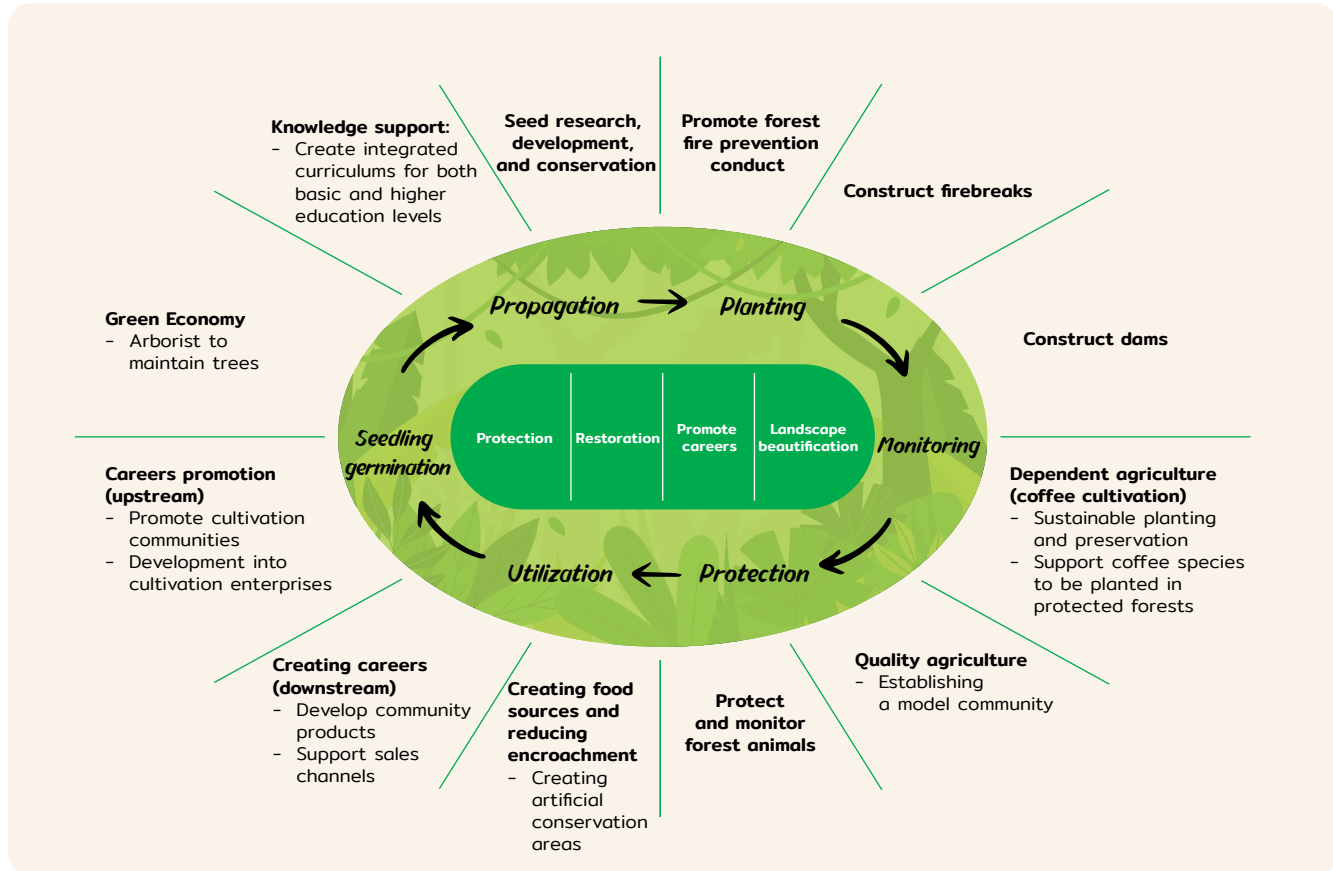 Knowledge support:
- Create integrated
curriculums for both
basic and higher
education levels
Seed research,
development,
and conservation
Promote forest
fire prevention
conduct
Construct firebreaks
Construct dams
Dependent agriculture
(coffee cultivation)
- Sustainable planting
and preservation
- Support coffee species
to be planted in
protected forests
Quality agriculture
- Establishing
a model community
Protect
and monitor
forest animals
Creating food
sources and
reducing
encroachment
- Creating
artificial
conservation
areas
Creating careers
(downstream)
- Develop community
products
- Support sales
channels
Careers promotion
(upstream)
- Promote cultivation
communities
- Development into
cultivation enterprises
Green Economy
- Arborist to
maintain trees
Propagation
Planting
Monitoring
Protection
Utilization
Seedling
germination
Protection
Restoration
Promote
careers
Landscape
beautification